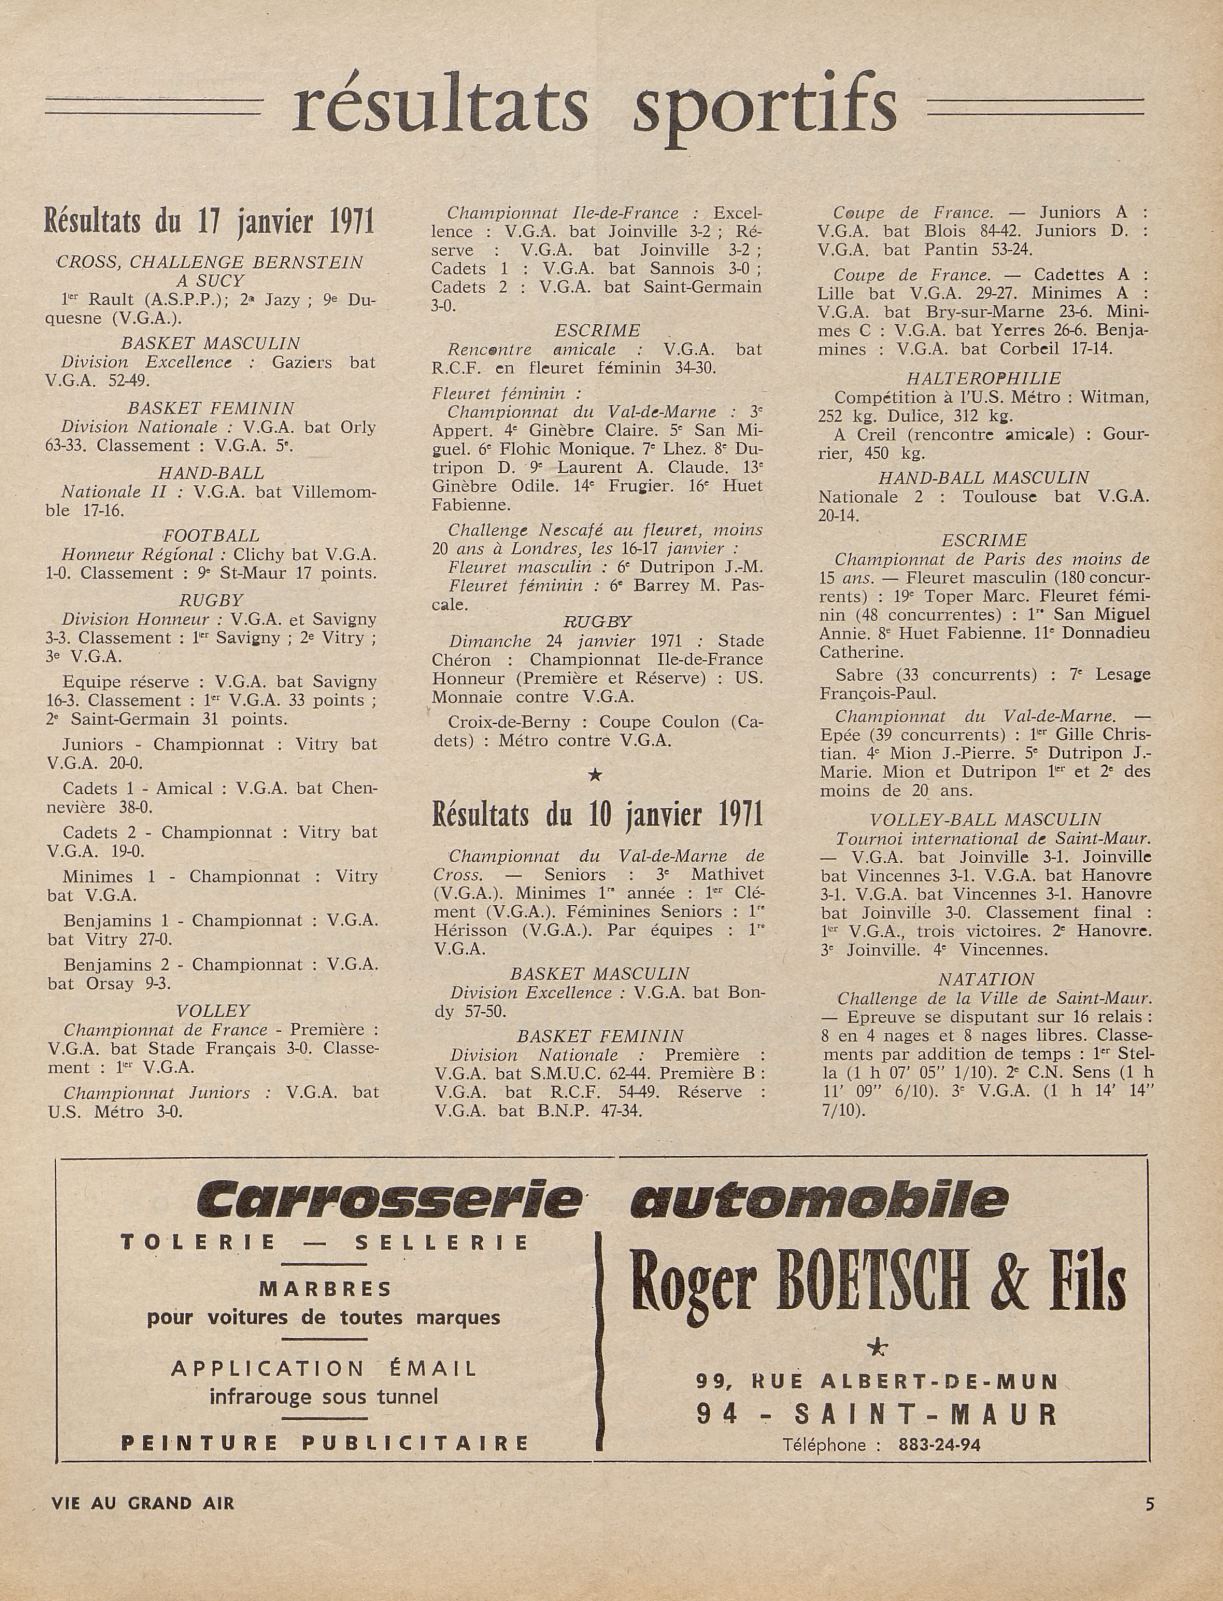 résultats sportifs
Résultats du 17 janvier 1971
CROSS, CHALLENGE BERNSTEIN
A SUCY
1er Rault (A.S.P.P.); 2e Jazy ; 9e Du-
quesne (V.G.A.).
BASKET MASCULIN
Division Excellence : Gaziers bat
V.G.A. 52-49.
BASKET FEMININ
Division Nationale : V.G.A. bat Orly
63-33. Classement : V.G.A. 5e.
HAND-BALL
Nationale II : V.G.A. bat Villemom-
ble 17-16.
FOOTBALL
Honneur Régional : Clichy bat V.G.A.
1-0. Classement : 9e St-Maur 17 points.
RUGBY
Division Honneur : V.G.A. et Savigny
3-3. Classement : 1er Savigny ; 2e Vitry ;
3e V.G.A.
Equipe réserve : V.G.A. bat Savigny
16-3. Classement : 1er V.G.A. 33 points ;
2e Saint-Germain 31 points.
Juniors - Championnat : Vitry bat
V.G.A. 20-0.
Cadets 1 - Amical : V.G.A. bat Chen-
nevière 38-0.
Cadets 2 - Championnat : Vitry bat
V.G.A. 19-0.
Minimes 1 - Championnat : Vitry
bat V.G.A.
Benjamins 1 - Championnat : V.G.A.
bat Vitry 27-0.
Benjamins 2 - Championnat : V.G.A.
bat Orsay 9-3.
VOLLEY
Championnat de France - Première :
V.G.A. bat Stade Français 3-0. Classe-
ment : 1er V.G.A.
Championnat Juniors : V.G.A. bat
U.S. Métro 3-0.
Championnat Ile-de-France : Excel-
lence : V.G.A. bat Joinville 3-2 ; Ré-
serve : V.G.A. bat Joinville 3-2 ;
Cadets 1 : V.G.A. bat Sannois 3-0 ;
Cadets 2 : V.G.A. bat Saint-Germain
3-0.
ESCRIME
Rencontre amicale : V.G.A. bat
R.C.F. en fleuret féminin 34-30.
Fleuret féminin :
Championnat du Val-de-Marne : 3e
Appert. 4e Ginèbre Claire. 5e San Mi-
guel. 6e Flohic Monique. 7e Lhez. 8e Du-
tripon D. 9e Laurent A. Claude. 13e
Ginèbre Odile. 14e Frugier. 16e Huet
Fabienne.
Challenge Nescafé au fleuret, moins
20 ans à Londres, les 16-17 janvier :
Fleuret masculin : 6e Dutripon J.-M.
Fleuret féminin : 6e Barrey M. Pas-
cale.
RUGBY
Dimanche 24 janvier 1971 : Stade
Chéron : Championnat Ile-de-France
Honneur (Première et Réserve) : US.
Monnaie contre V.G.A.
Croix-de-Berny : Coupe Coulon (Ca-
dets) : Métro contre V.G.A.
★
Résultats du 10 janvier 1971
Championnat du Val-de-Marne de
Cross. — Seniors : 3e Mathivet
(V.G.A.). Minimes 1re année : 1er Clé-
ment (V.G.A.). Féminines Seniors : 1re
Hérisson (V.G.A.). Par équipes : 1re
V.G.A.
BASKET MASCULIN
Division Excellence : V.G.A. bat Bon-
dy 57-50.
BASKET FEMININ
Division Nationale : Première :
V.G.A. bat S.M.U.C. 62-44. Première B :
V.G.A. bat R.C.F. 54-49. Réserve :
V.G.A. bat B.N.P. 47-34.
Coupe de France. — Juniors A :
V.G.A. bat Blois 84-42. Juniors D. :
V.G.A. bat Pantin 53-24.
Coupe de France. — Cadettes A :
Lille bat V.G.A. 29-27. Minimes A :
V.G.A. bat Bry-sur-Marne 23-6. Mini-
mes C : V.G.A. bat Yerres 26-6. Benja-
mines : V.G.A. bat Corbeil 17-14.
HALTEROPHILIE
Compétition à l'U.S. Métro : Witman,
252 kg. Dulice, 312 kg.
A Creil (rencontre amicale) : Gour-
rier, 450 kg.
HAND-BALL MASCULIN
Nationale 2 : Toulouse bat V.G.A.
20-14.
ESCRIME
Championnat de Paris des moins de
15 ans. — Fleuret masculin (180 concur-
rents) : 19e Toper Marc. Fleuret fémi-
nin (48 concurrentes) : 1re San Miguel
Annie. 8e Huet Fabienne. 11e Donnadieu
Catherine.
Sabre (33 concurrents) : 7e Lesage
François-Paul.
Championnat du Val-de-Marne. —
Epée (39 concurrents) : 1er Gille Chris-
tian. 4e Mion J.-Pierre. 5e Dutripon J.-
Marie. Mion et Dutripon 1er et 2e des
moins de 20 ans.
VOLLEY-BALL MASCULIN
Tournoi international de Saint-Maur.
— V.G.A. bat Joinville 3-1. Joinville
bat Vincennes 3-1. V.G.A. bat Hanovre
3-1. V.G.A. bat Vincennes 3-1. Hanovre
bat Joinville 3-0. Classement final :
1er V.G.A., trois victoires. 2e Hanovre.
3e Joinville. 4e Vincennes.
NATATION
Challenge de la Ville de Saint-Maur.
— Epreuve se disputant sur 16 relais :
8 en 4 nages et 8 nages libres. Classe-
ments par addition de temps : 1er Stel-
la (1 h 07' 05" 1/10). 2e C.N. Sens (1 h
11' 09" 6/10). 3e V.G.A. (1 h 14' 14"
7/10).
Carrosserie automobile
TOLERIE — SELLERIE
MARBRES
pour voitures de toutes marques
APPLICATION ÉMAIL
infrarouge sous tunnel
PEINTURE PUBLICITAIRE
Roger BOETSCH & Fils
★
99, RUE ALBERT-DE-MUN
94 - SAINT-MAUR
Téléphone : 883-24-94
VIE AU GRAND AIR
5